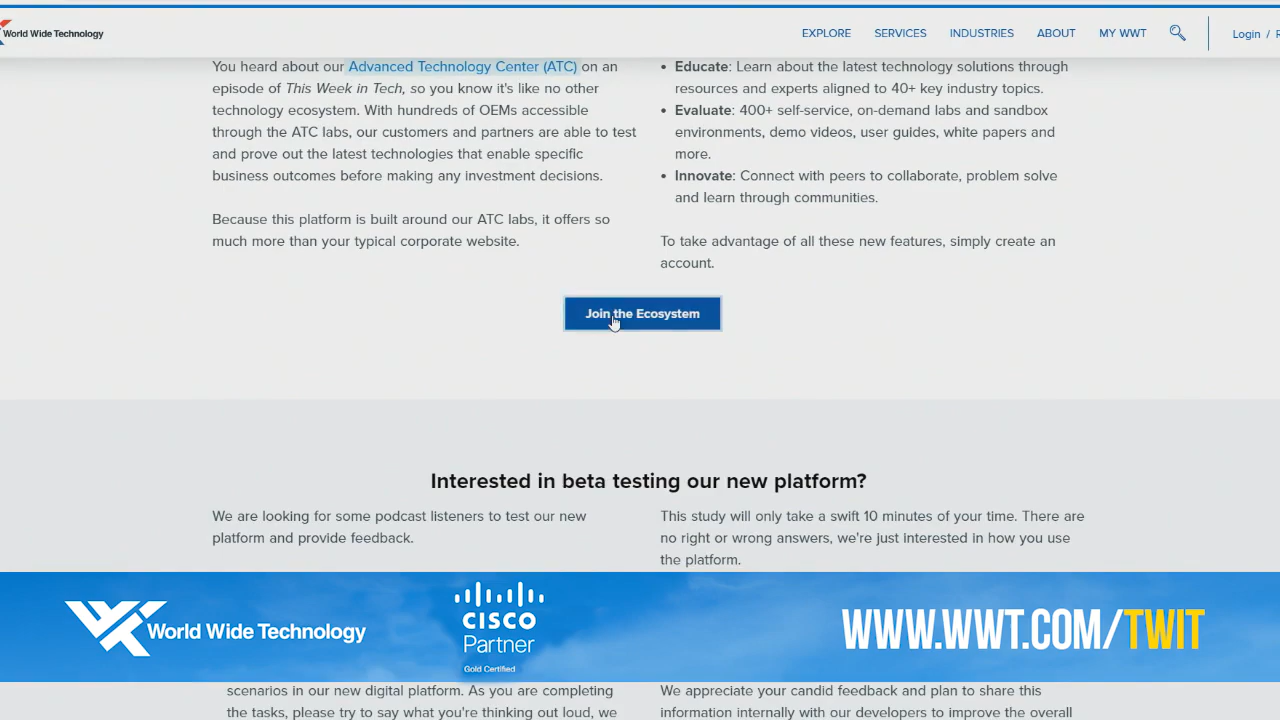 World Wide Technology
EXPLORE SERVICES INDUSTRIES ABOUT MY WWT Login / R
You heard about our Advanced Technology Center (ATC) on an
episode of This Week in Tech, so you know it's like no other
technology ecosystem. With hundreds of OEMs accessible
through the ATC labs, our customers and partners are able to test
and prove out the latest technologies that enable specific
business outcomes before making any investment decisions.
Because this platform is built around our ATC labs, it offers so
much more than your typical corporate website.
• Educate: Learn about the latest technology solutions through
resources and experts aligned to 40+ key industry topics.
• Evaluate: 400+ self-service, on-demand labs and sandbox
environments, demo videos, user guides, white papers and
more.
• Innovate: Connect with peers to collaborate, problem solve
and learn through communities.
To take advantage of all these new features, simply create an
account.
Join the Ecosystem
Interested in beta testing our new platform?
We are looking for some podcast listeners to test our new
platform and provide feedback.
This study will only take a swift 10 minutes of your time. There are
no right or wrong answers, we're just interested in how you use
the platform.
World Wide Technology
CISCO
Partner
Gold Certified
WWW.WWT.COM/TWIT
scenarios in our new digital platform. As you are completing
the tasks, please try to say what you're thinking out loud, we
We appreciate your candid feedback and plan to share this
information internally with our developers to improve the overall